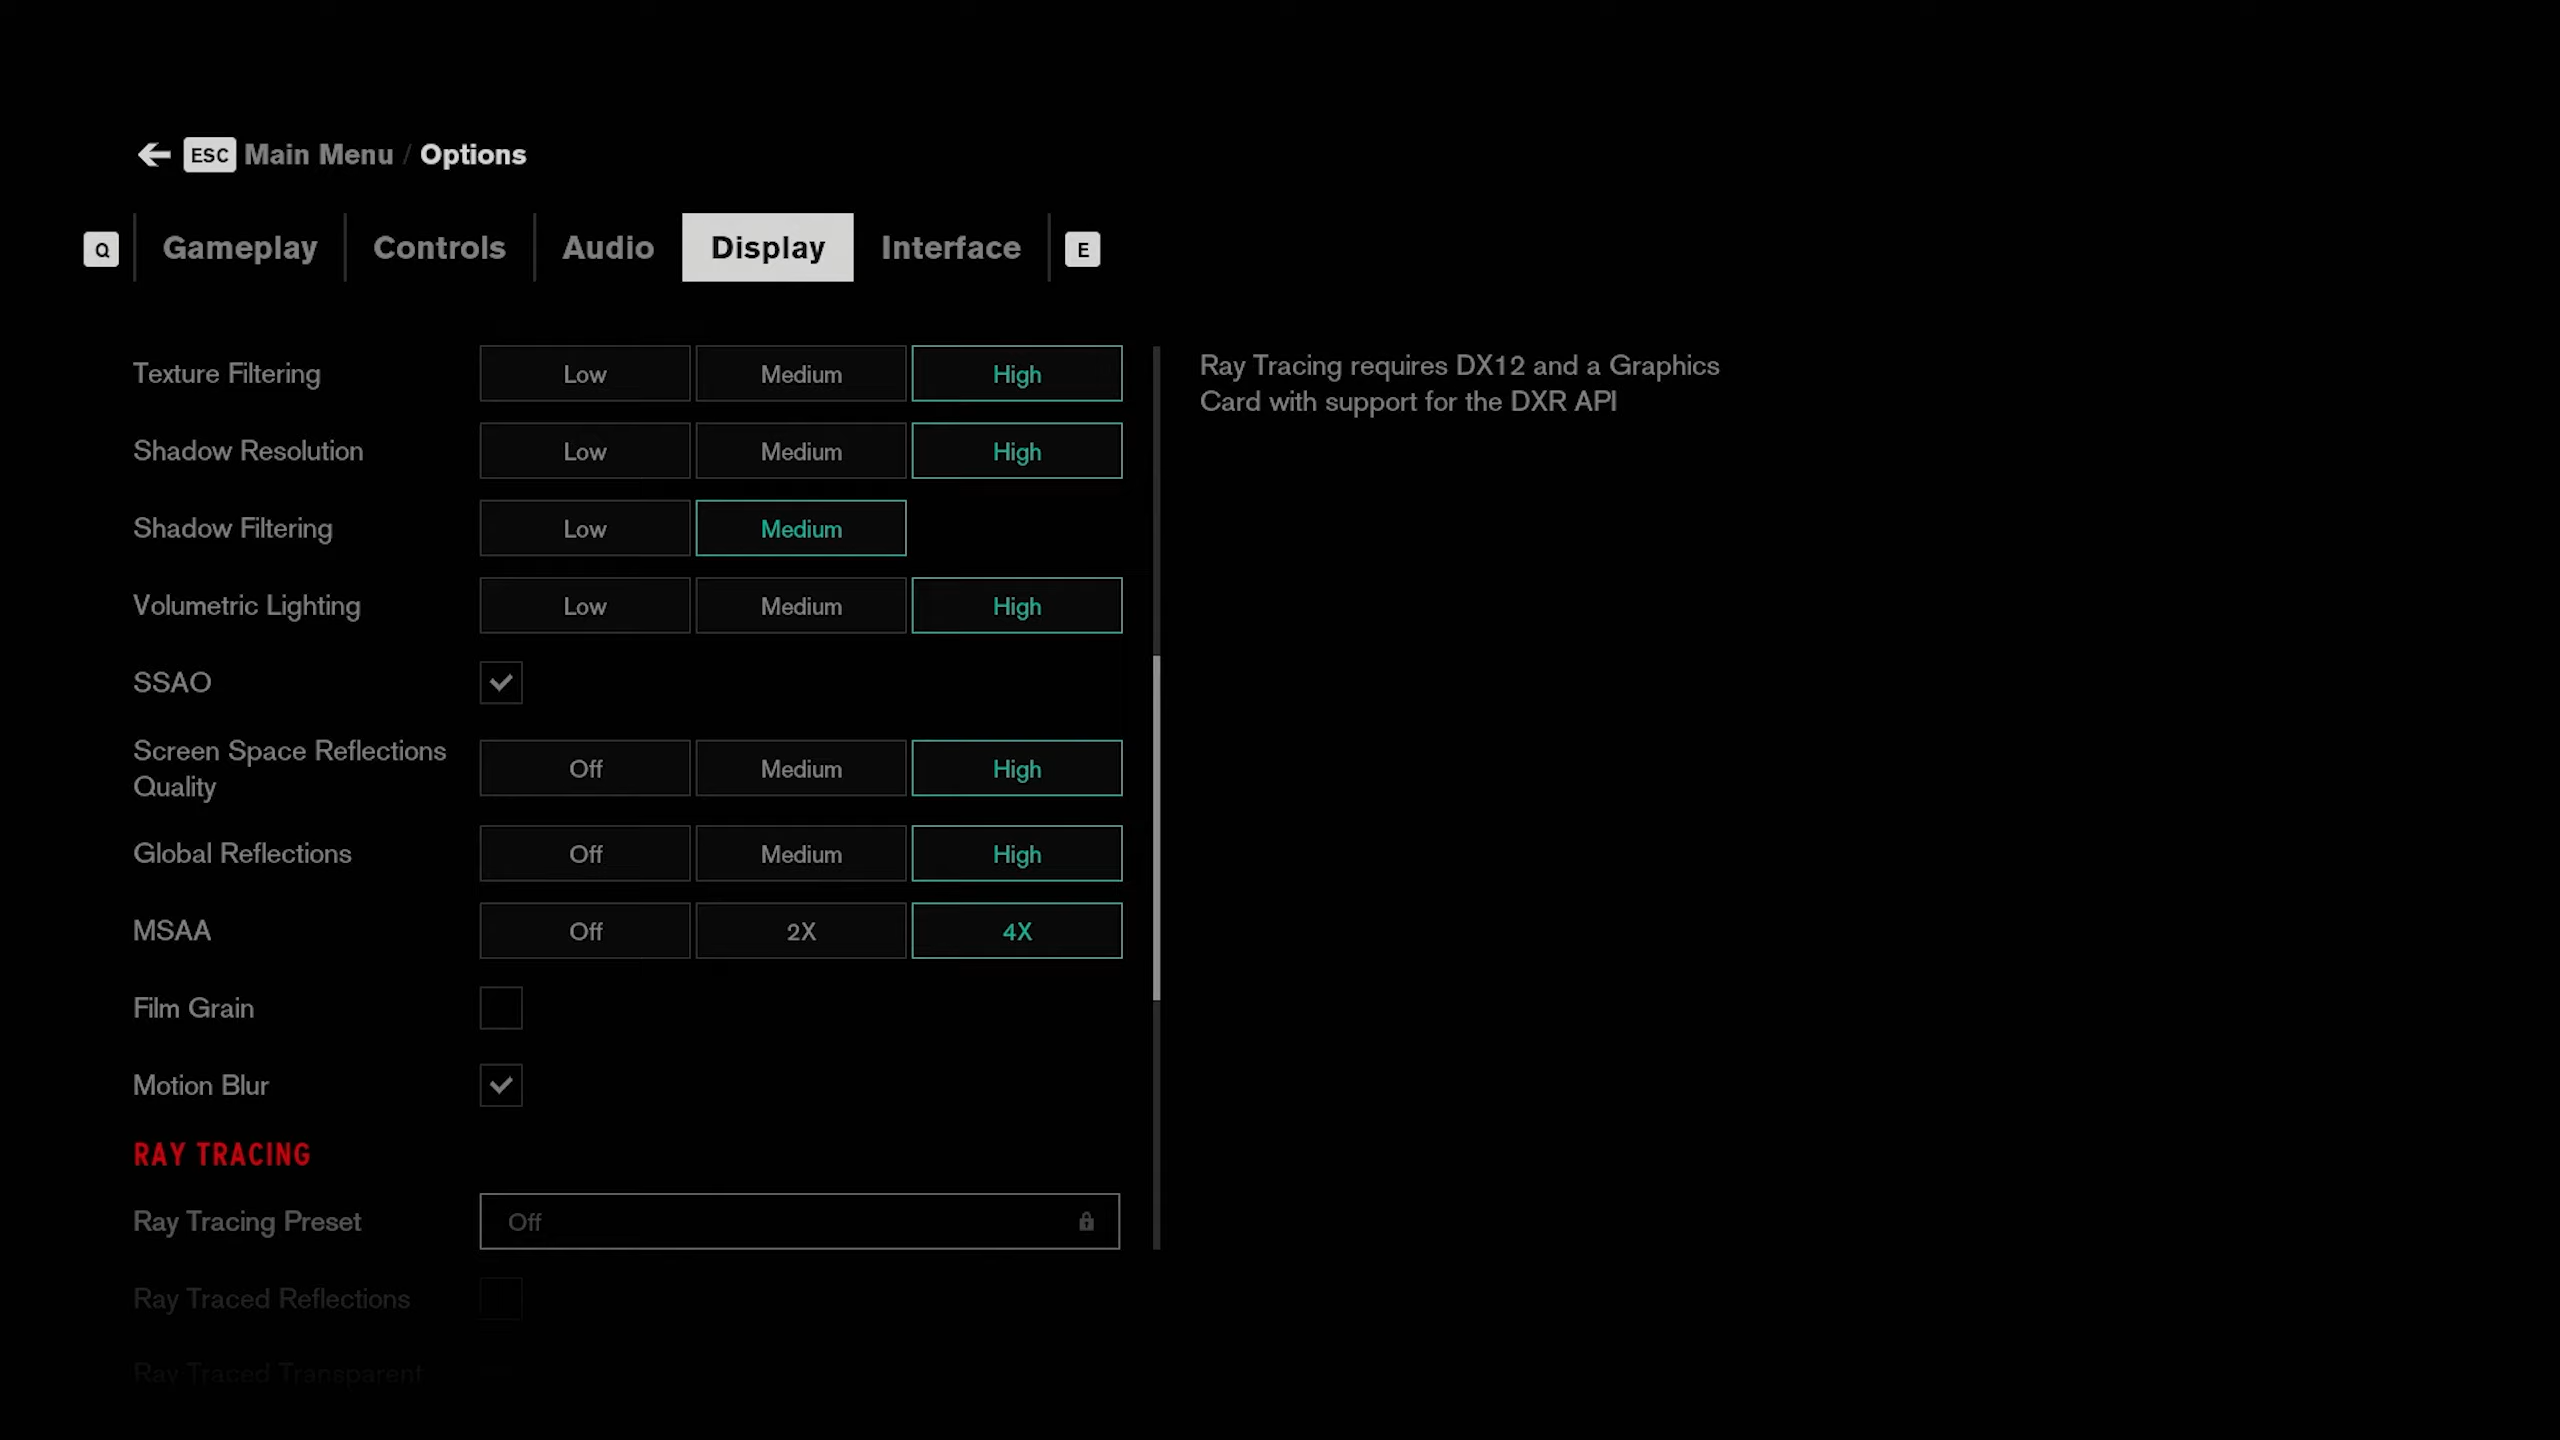 ESC Main Menu / Options
Q Gameplay Controls Audio Display Interface E
Texture Filtering Low Medium High
Shadow Resolution Low Medium High
Shadow Filtering Low Medium
Volumetric Lighting Low Medium High
SSAO
Screen Space Reflections
Quality
Off Medium High
Global Reflections Off Medium High
MSAA Off 2X 4X
Film Grain
Motion Blur
RAY TRACING
Ray Tracing Preset Off
Ray Traced Reflections
Ray Traced Transparent
Ray Tracing requires DX12 and a Graphics
Card with support for the DXR API